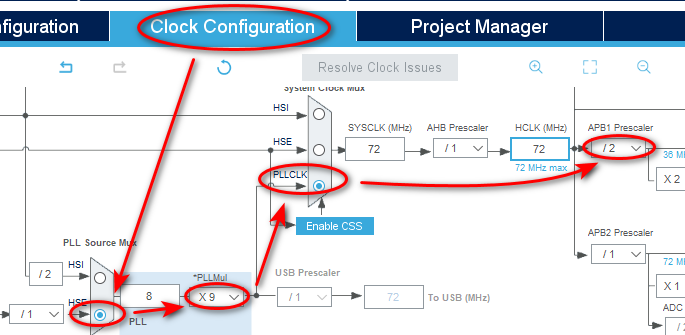 figuration
Clock Configuration
Project Manager
Resolve Clock Issues
System Clock Mux
HSI
HSE
PLLCLK
SYSCLK (MHz)
72
AHB Prescaler
/ 1
HCLK (MHz)
72
72 MHz max
APB1 Prescaler
/ 2
36 M
X 2
Enable CSS
PLL Source Mux
HSI
/ 2
HSE
/ 1
8
PLL
*PLLMul
X 9
USB Prescaler
/ 1
72
To USB (MHz)
APB2 Prescaler
/ 1
72 M
X 1
ADC
/ 2